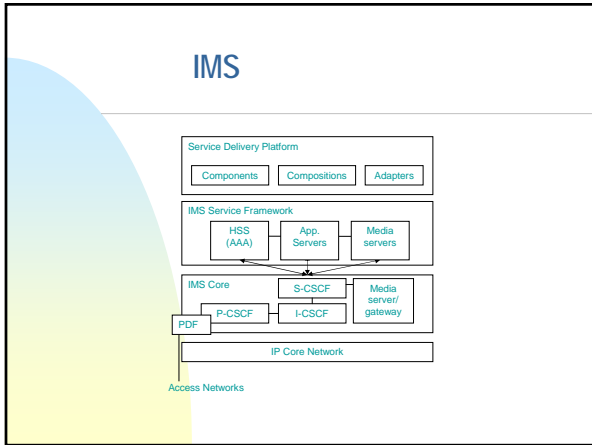 IMS
Service Delivery Platform
Components Compositions Adapters
IMS Service Framework
HSS
(AAA)
App.
Servers
Media
servers
IMS Core
S-CSCF
Media
server/
gateway
P-CSCF
I-CSCF
PDF
IP Core Network
Access Networks